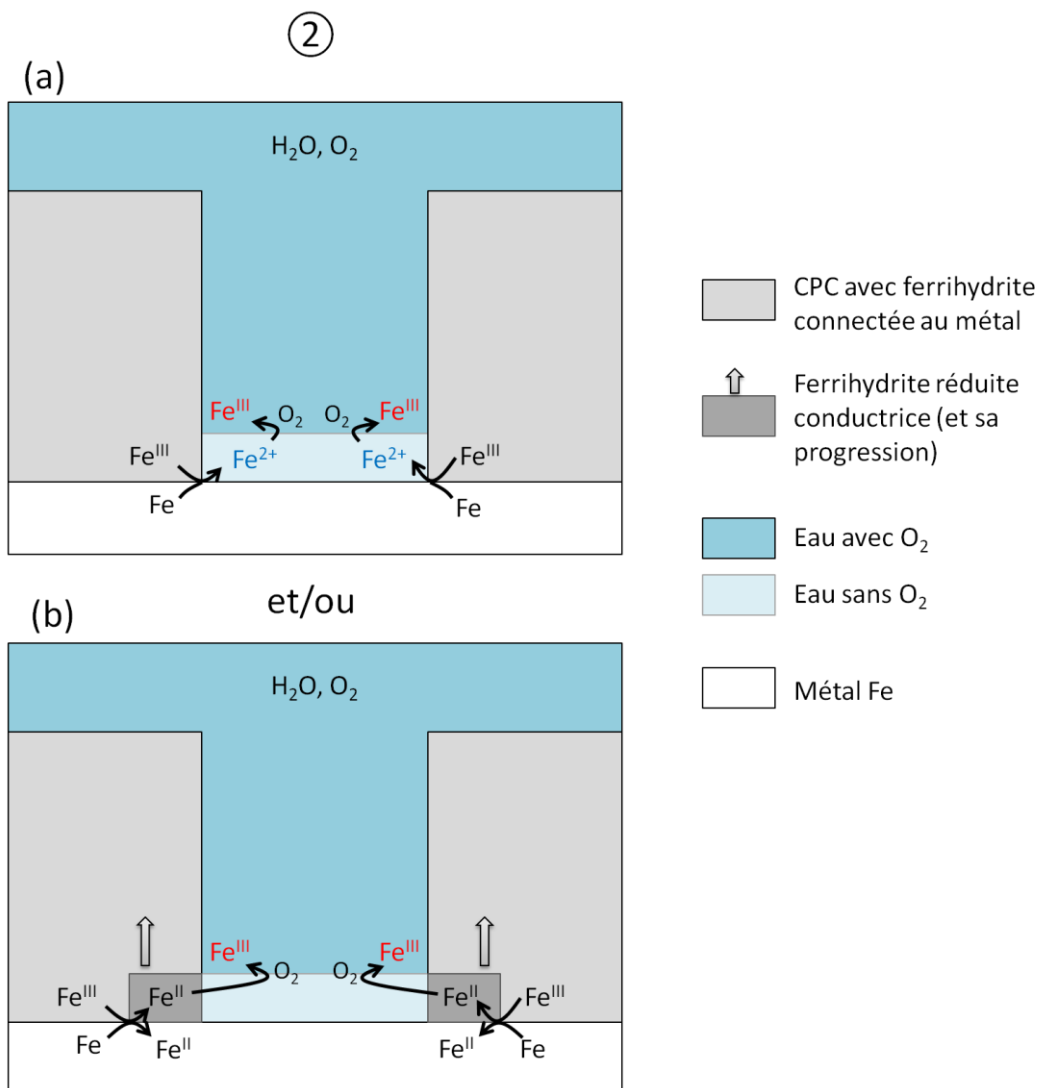 ②
(a)
H₂O, O₂
Feᴵᴵᴵ O₂ O₂ Feᴵᴵᴵ
Feᴵᴵᴵ Fe²⁺ Fe²⁺ Feᴵᴵᴵ
Fe Fe
et/ou
(b)
H₂O, O₂
Feᴵᴵᴵ O₂ O₂ Feᴵᴵᴵ
Feᴵᴵᴵ Feᴵᴵ Feᴵᴵ Feᴵᴵᴵ
Fe Feᴵᴵ Feᴵᴵ Fe
CPC avec ferrihydrite
connectée au métal
Ferrihydrite réduite
conductrice (et sa
progression)
Eau avec O₂
Eau sans O₂
Métal Fe